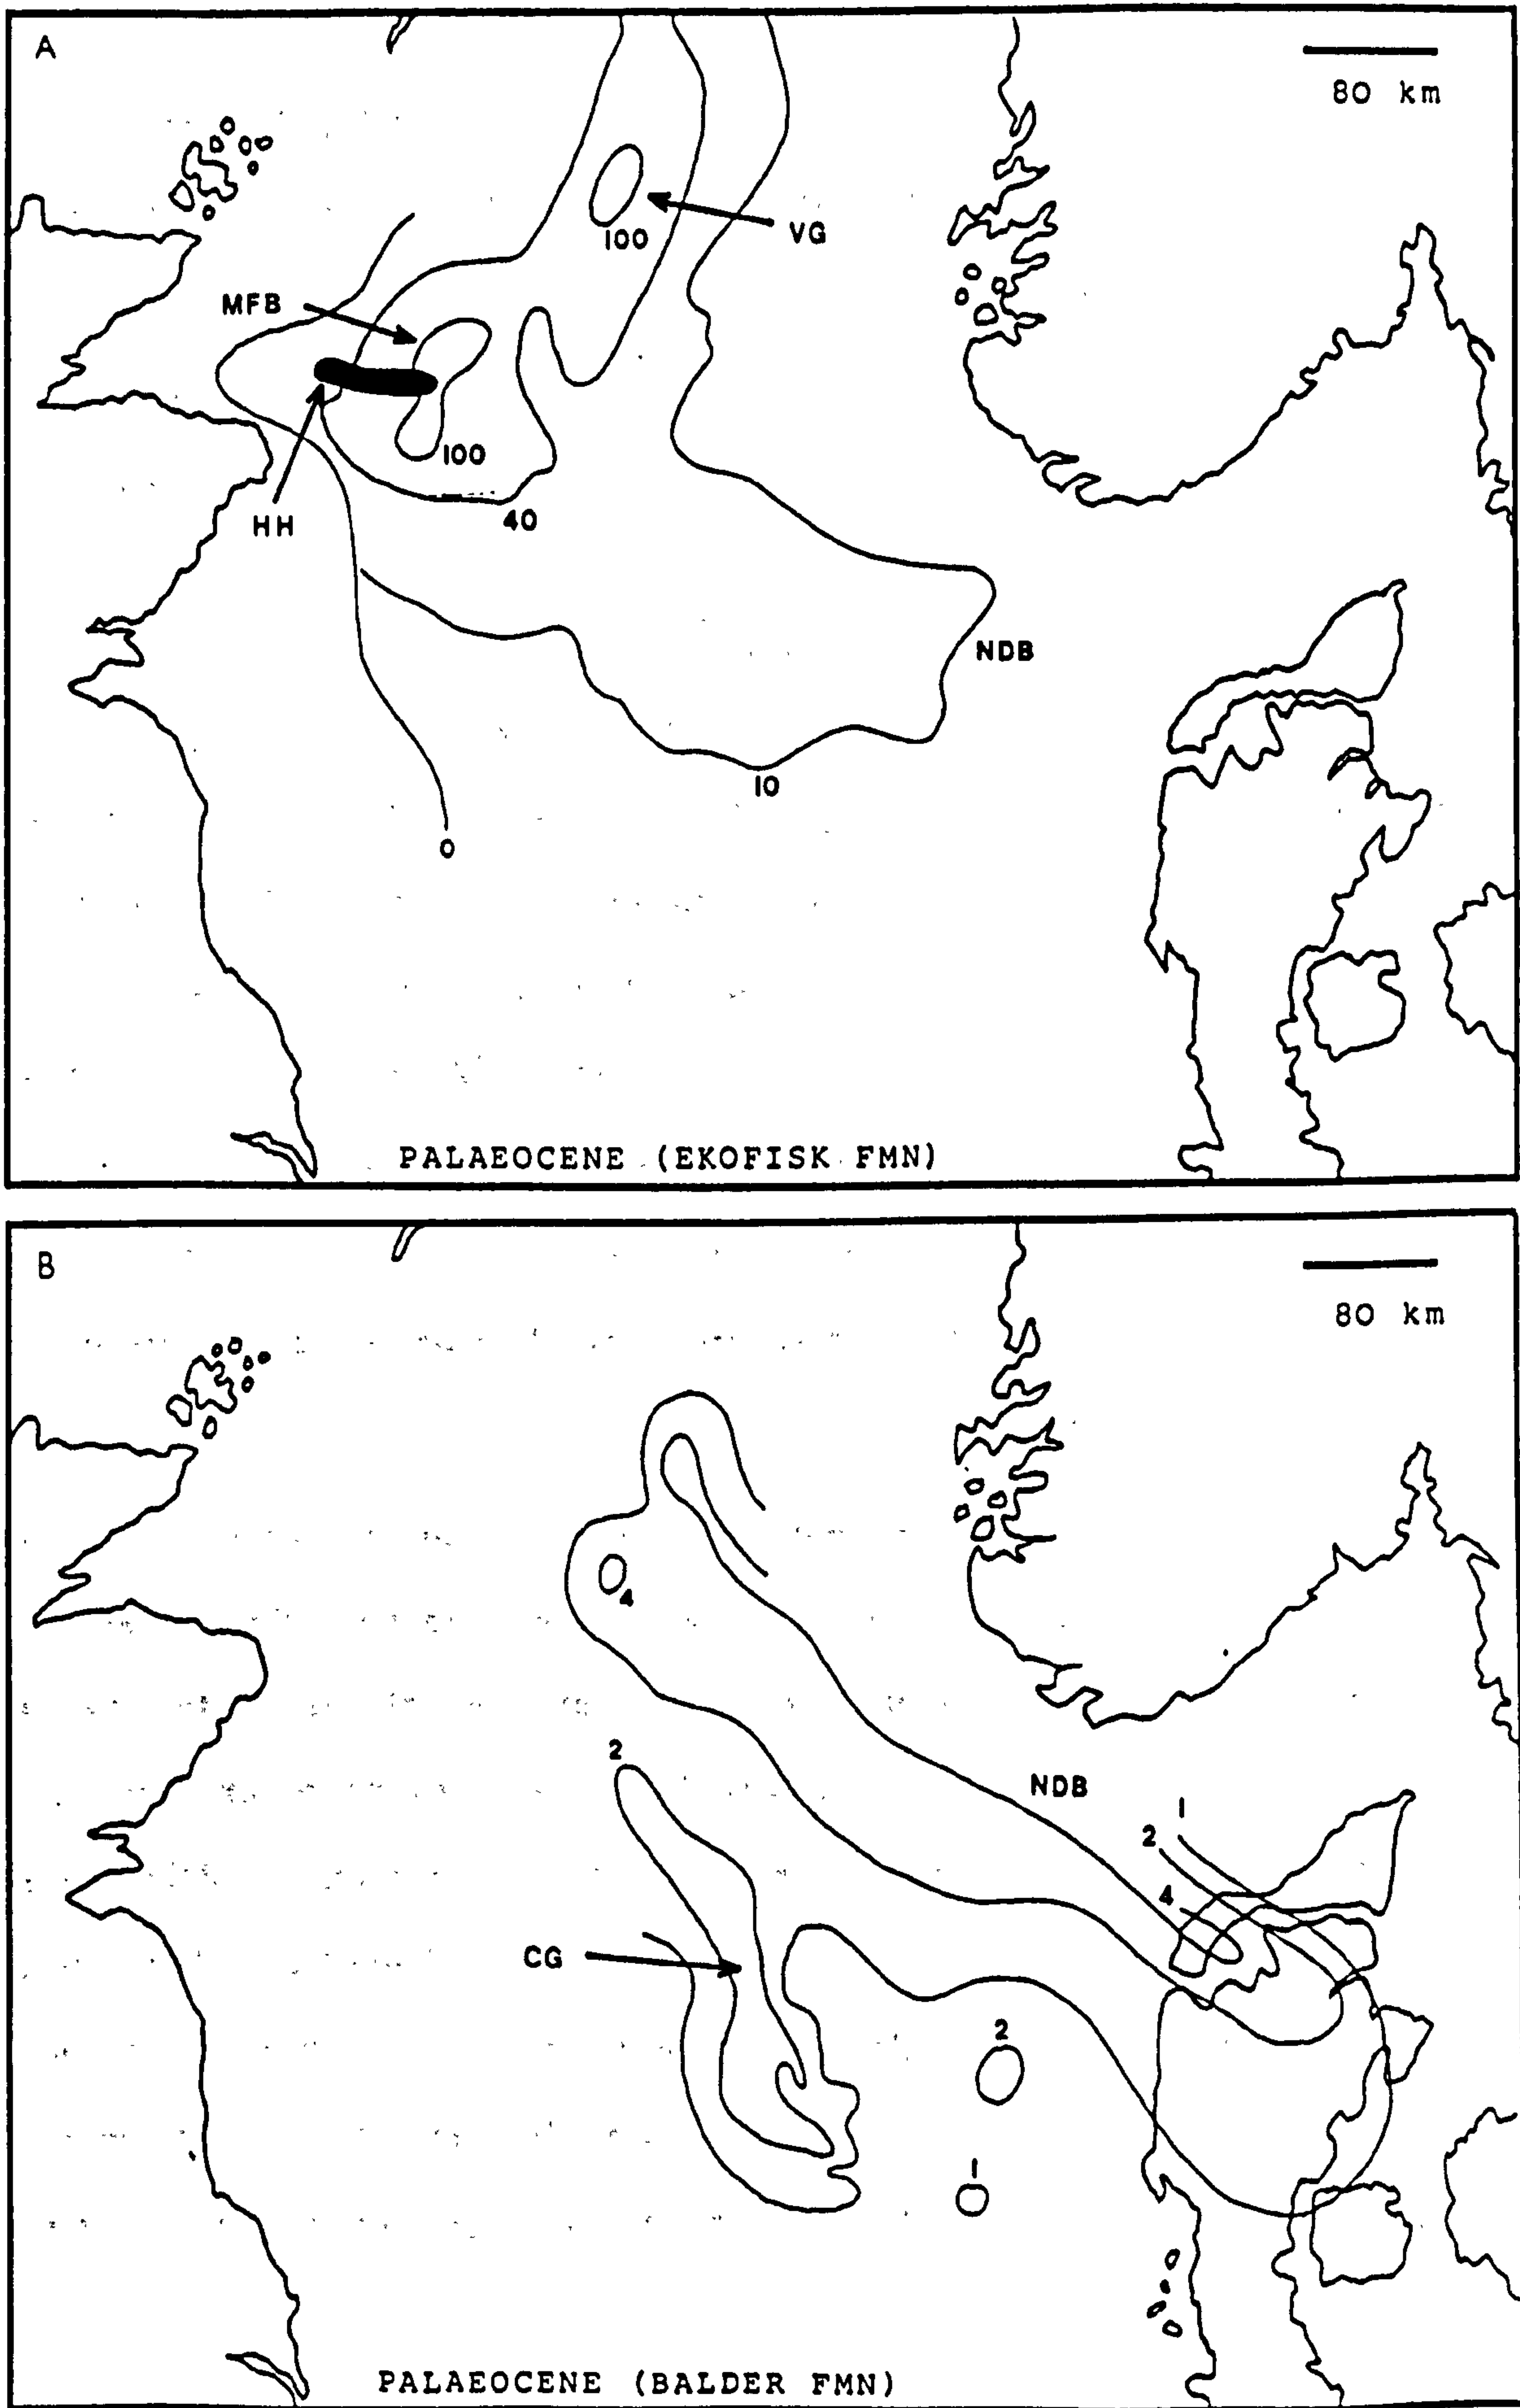 A
80 km
VG
100
MFB
100
40
HH
NDB
10
0
PALAEOCENE (EKOFISK FMN)
B
80 km
4
2
NDB
1
2
4
CG
2
1
PALAEOCENE (BALDER FMN)